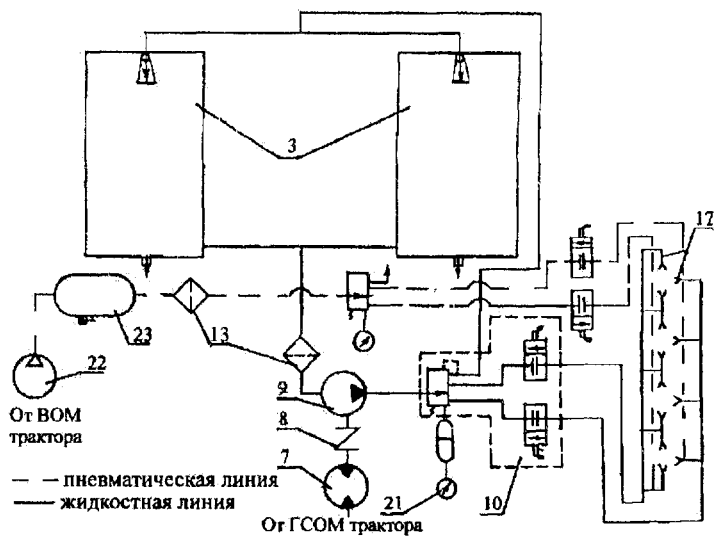 3
17
23
13
22
От ВОМ
трактора
9
8
7
21
10
— — пневматическая линия
—— жидкостная линия
От ГСОМ трактора